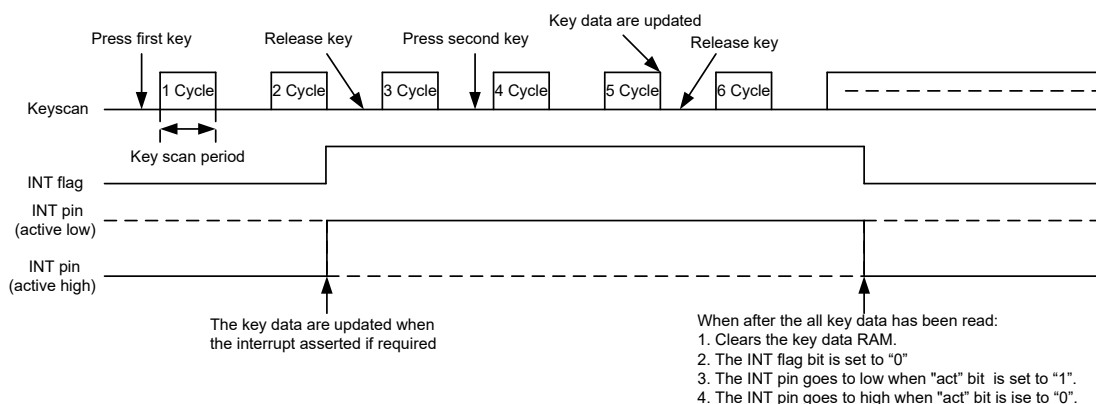 Key data are updated
Press first key
Release key
Press second key
Release key
1 Cycle
2 Cycle
3 Cycle
4 Cycle
5 Cycle
6 Cycle
Keyscan
Key scan period
INT flag
INT pin
(active low)
INT pin
(active high)
The key data are updated when
the interrupt asserted if required
When after the all key data has been read:
1. Clears the key data RAM.
2. The INT flag bit is set to “0”
3. The INT pin goes to low when "act” bit is set to “1”.
4. The INT pin goes to high when "act” bit is ise to “0”.